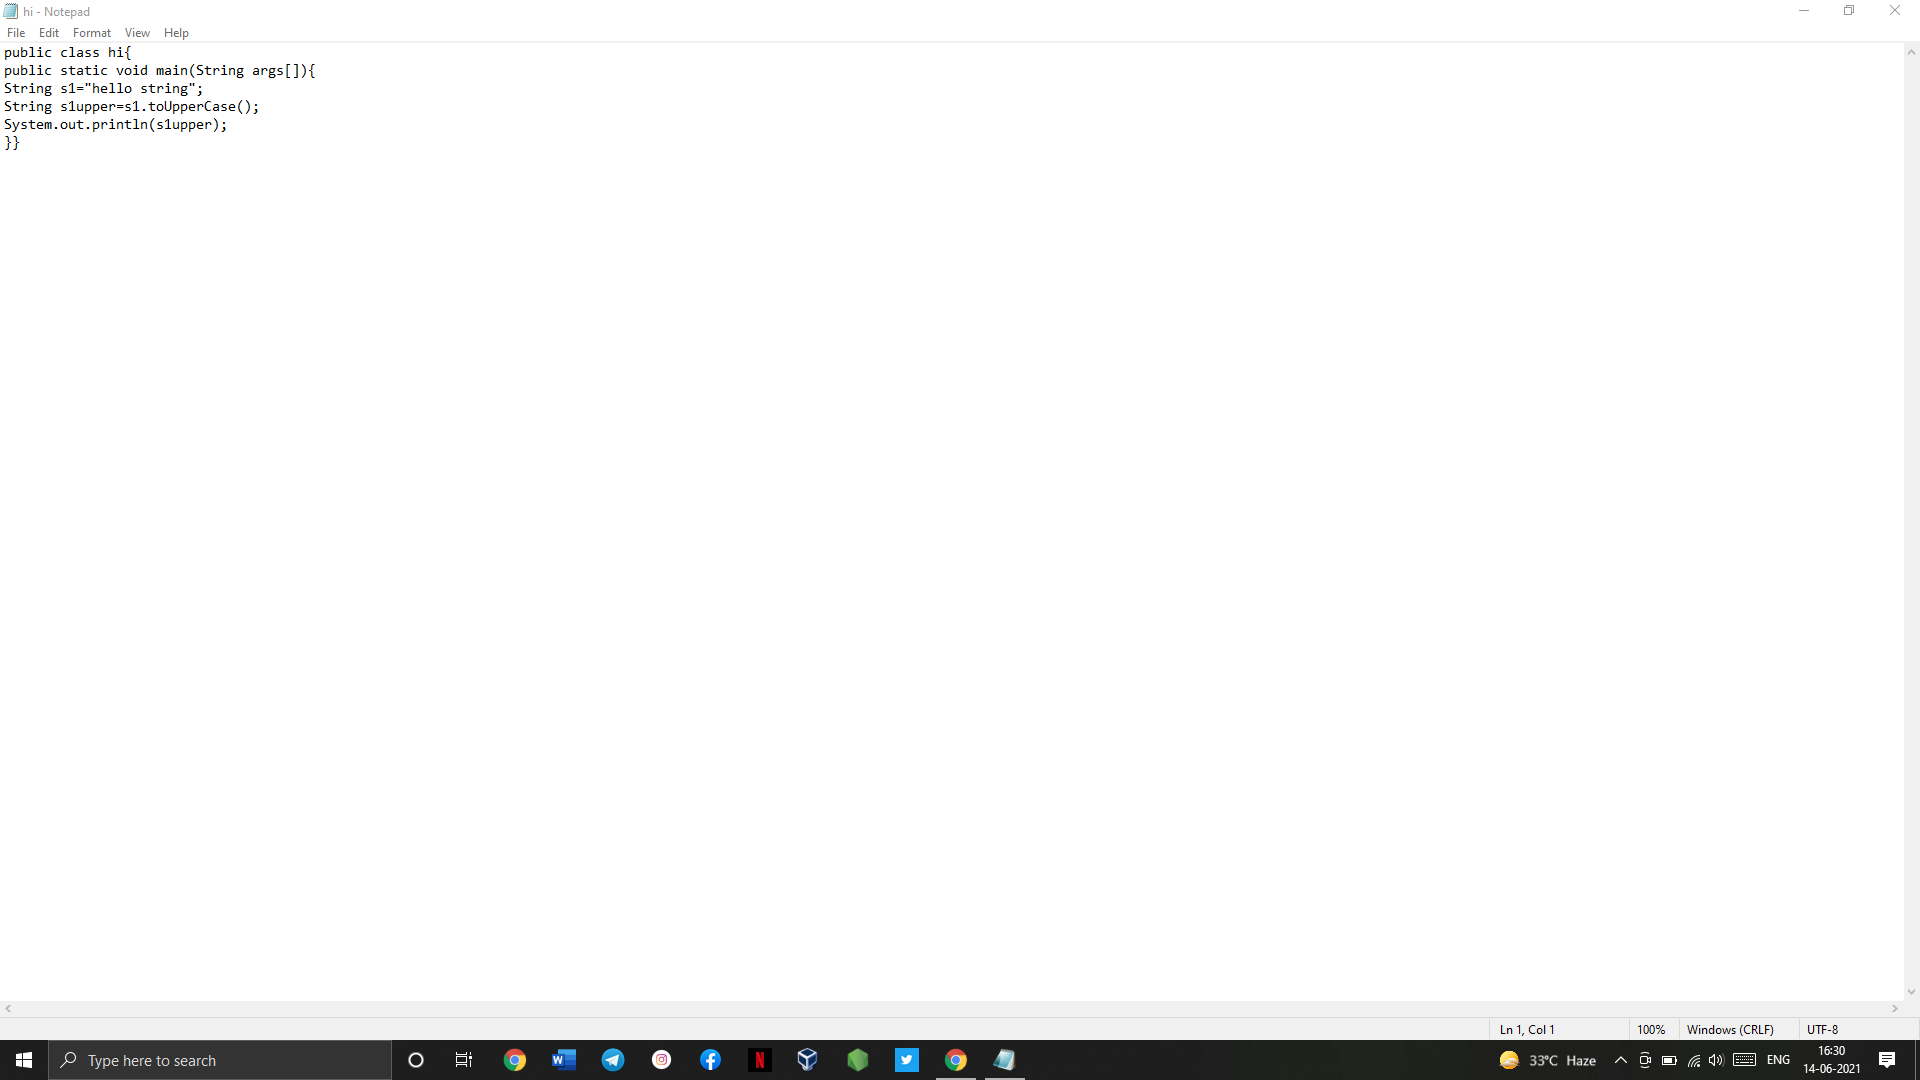 hi - Notepad
File Edit Format View Help
public class hi{
public static void main(String args[]){
String s1="hello string";
String s1upper=s1.toUpperCase();
System.out.println(s1upper);
}}
Ln 1, Col 1 100% Windows (CRLF) UTF-8
Type here to search
33°C Haze
ENG
16:30
14-06-2021